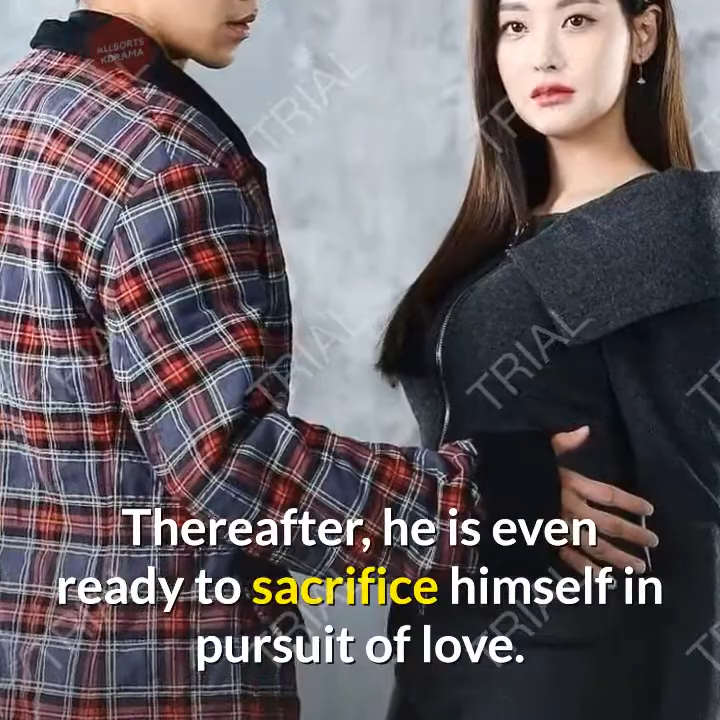 ALLSORTS
KDRAMA
TRIAL
TRIAL
TRIAL
TRIAL
TRIAL
Thereafter, he is even
ready to sacrifice himself in
pursuit of love.